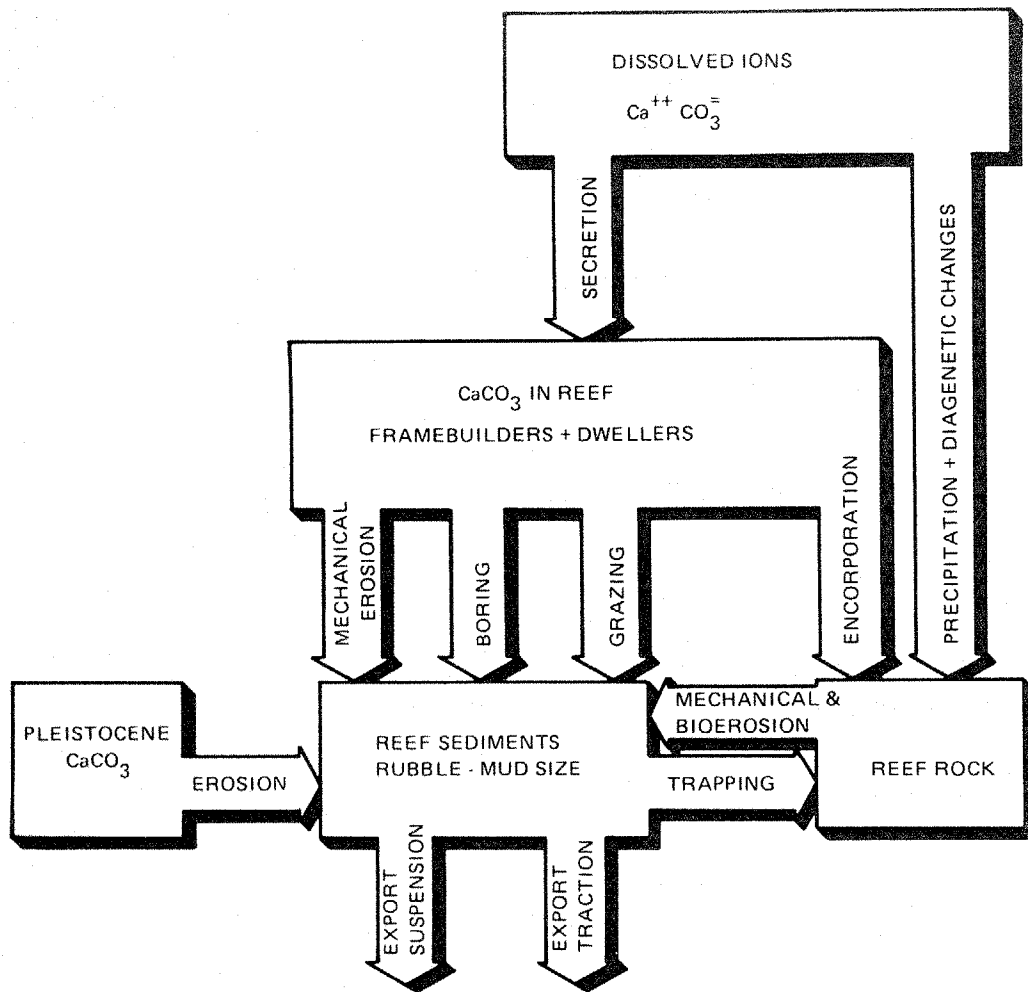 DISSOLVED IONS
Ca++ CO3=
SECRETION
PRECIPITATION + DIAGENETIC CHANGES
CaCO3 IN REEF
FRAMEBUILDERS + DWELLERS
MECHANICAL
EROSION
BORING
GRAZING
ENCORPORATION
PLEISTOCENE
CaCO3
EROSION
REEF SEDIMENTS
RUBBLE - MUD SIZE
MECHANICAL &
BIOEROSION
TRAPPING
REEF ROCK
EXPORT
SUSPENSION
EXPORT
TRACTION